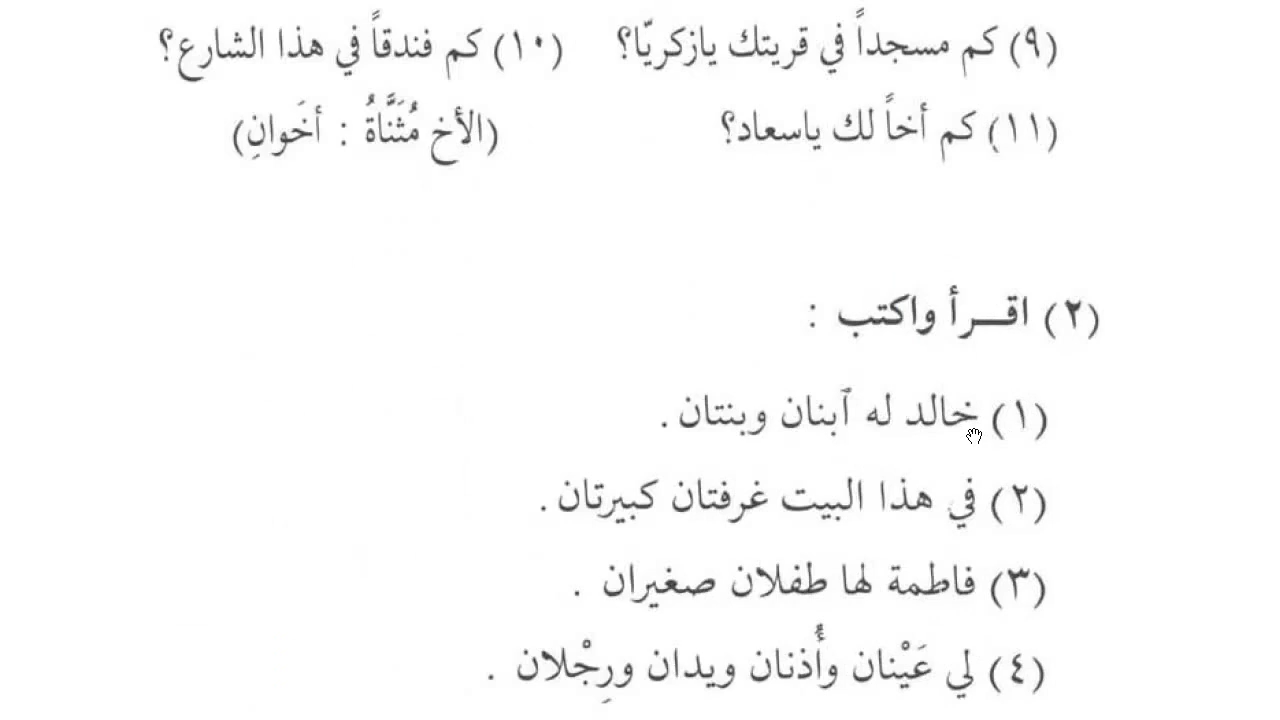 (٩) كم مسجداً في قريتك يازكريّا؟ (١٠) كم فندقاً في هذا الشارع؟
(١١) كم أخاً لك ياسعاد؟ (الأخ مُثَنَّاةُ : أخَوانِ)
(٢) اقـــرأ واكتب :
(١) خالد له ٱبنان وبنتان .
(٢) في هذا البيت غرفتان كبيرتان .
(٣) فاطمة لها طفلان صغيران .
(٤) لي عَيْنان وأُذنان ويدان ورِجْلان .